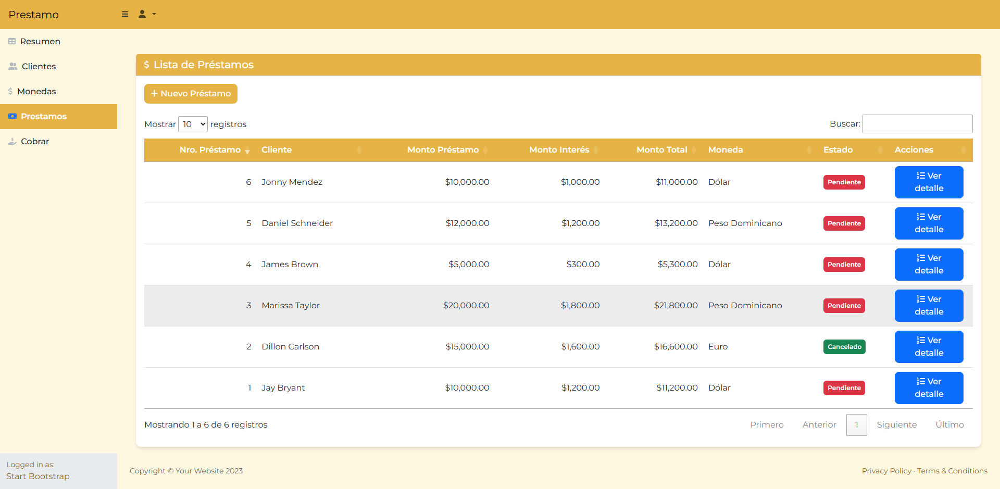 Prestamo
Resumen
Clientes
Monedas
Prestamos
Cobrar
Logged in as:
Start Bootstrap
$ Lista de Préstamos
+ Nuevo Préstamo
Mostrar 10 registros
Buscar:
Nro. Préstamo Cliente Monto Préstamo Monto Interés Monto Total Moneda Estado Acciones
6 Jonny Mendez $10,000.00 $1,000.00 $11,000.00 Dólar Pendiente Ver detalle
5 Daniel Schneider $12,000.00 $1,200.00 $13,200.00 Peso Dominicano Pendiente Ver detalle
4 James Brown $5,000.00 $300.00 $5,300.00 Dólar Pendiente Ver detalle
3 Marissa Taylor $20,000.00 $1,800.00 $21,800.00 Peso Dominicano Pendiente Ver detalle
2 Dillon Carlson $15,000.00 $1,600.00 $16,600.00 Euro Cancelado Ver detalle
1 Jay Bryant $10,000.00 $1,200.00 $11,200.00 Dólar Pendiente Ver detalle
Mostrando 1 a 6 de 6 registros
Primero Anterior 1 Siguiente Último
Copyright © Your Website 2023
Privacy Policy · Terms & Conditions